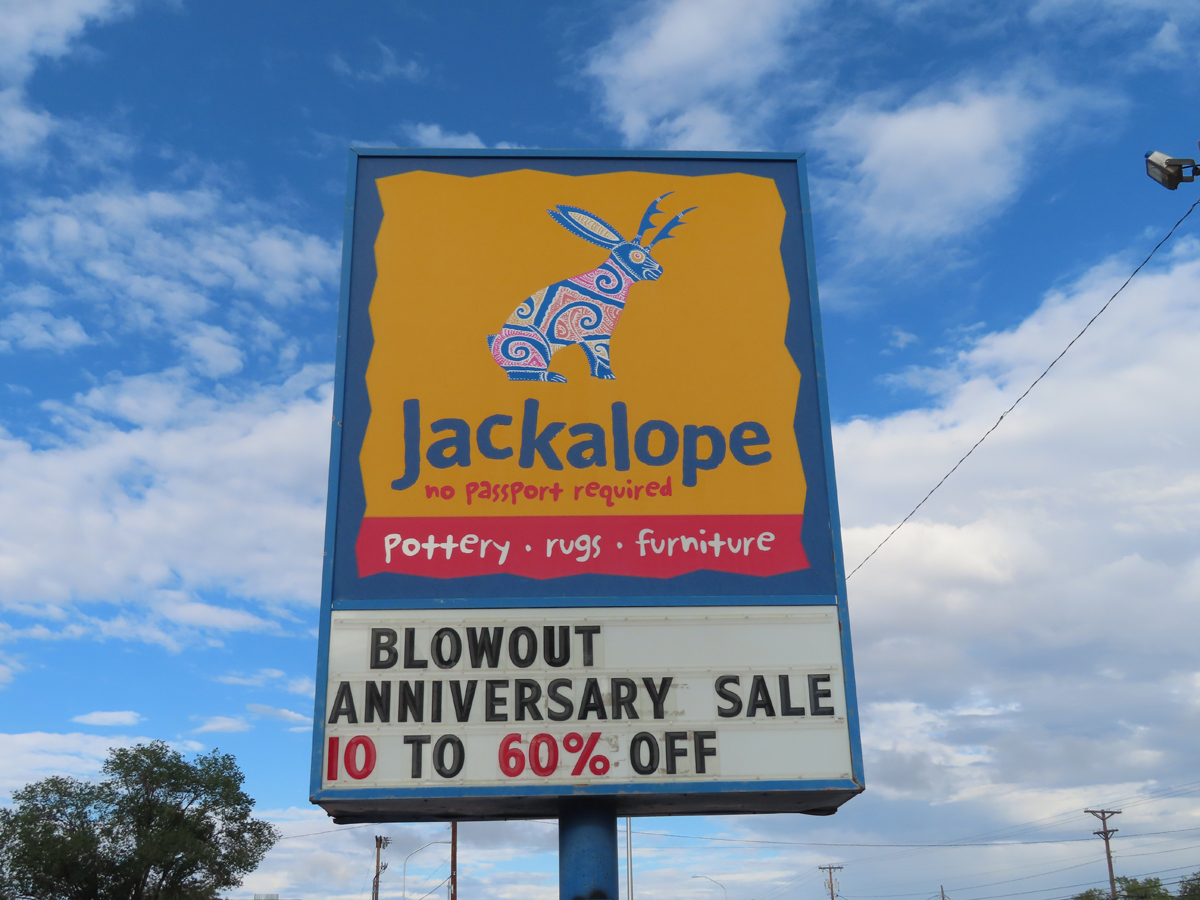 Jackalope
no passport required
pottery · rugs · furniture
BLOWOUT
ANNIVERSARY SALE
10 TO 60% OFF